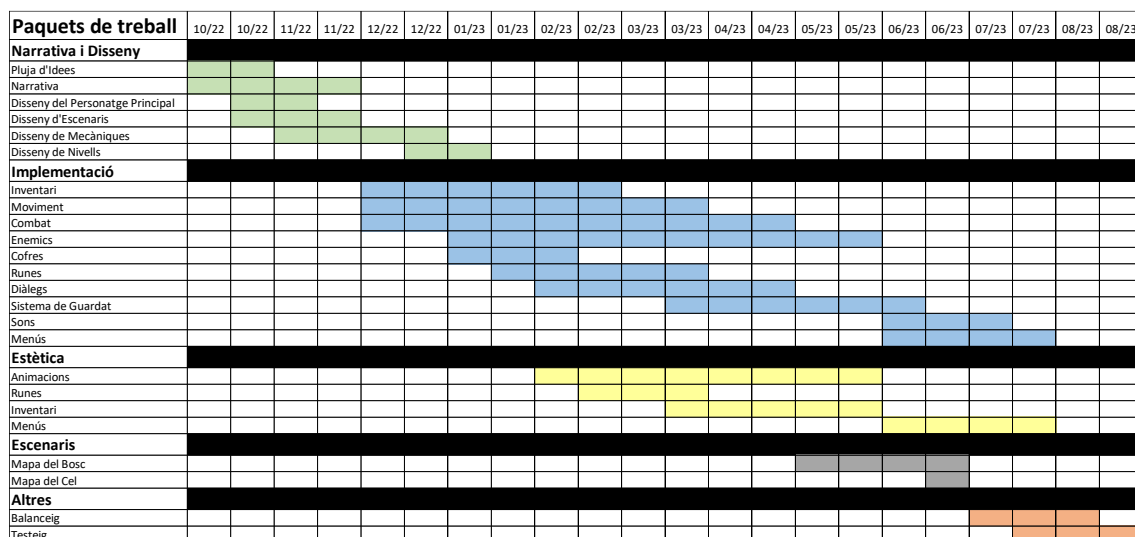 Paquets de treball 10/22 10/22 11/22 11/22 12/22 12/22 01/23 01/23 02/23 02/23 03/23 03/23 04/23 04/23 05/23 05/23 06/23 06/23 07/23 07/23 08/23 08/23
Narrativa i Disseny
Pluja d'Idees
Narrativa
Disseny del Personatge Principal
Disseny d'Escenaris
Disseny de Mecàniques
Disseny de Nivells
Implementació
Inventari
Moviment
Combat
Enemics
Cofres
Runes
Diàlegs
Sistema de Guardat
Sons
Menús
Estètica
Animacions
Runes
Inventari
Menús
Escenaris
Mapa del Bosc
Mapa del Cel
Altres
Balanceig
Testeig